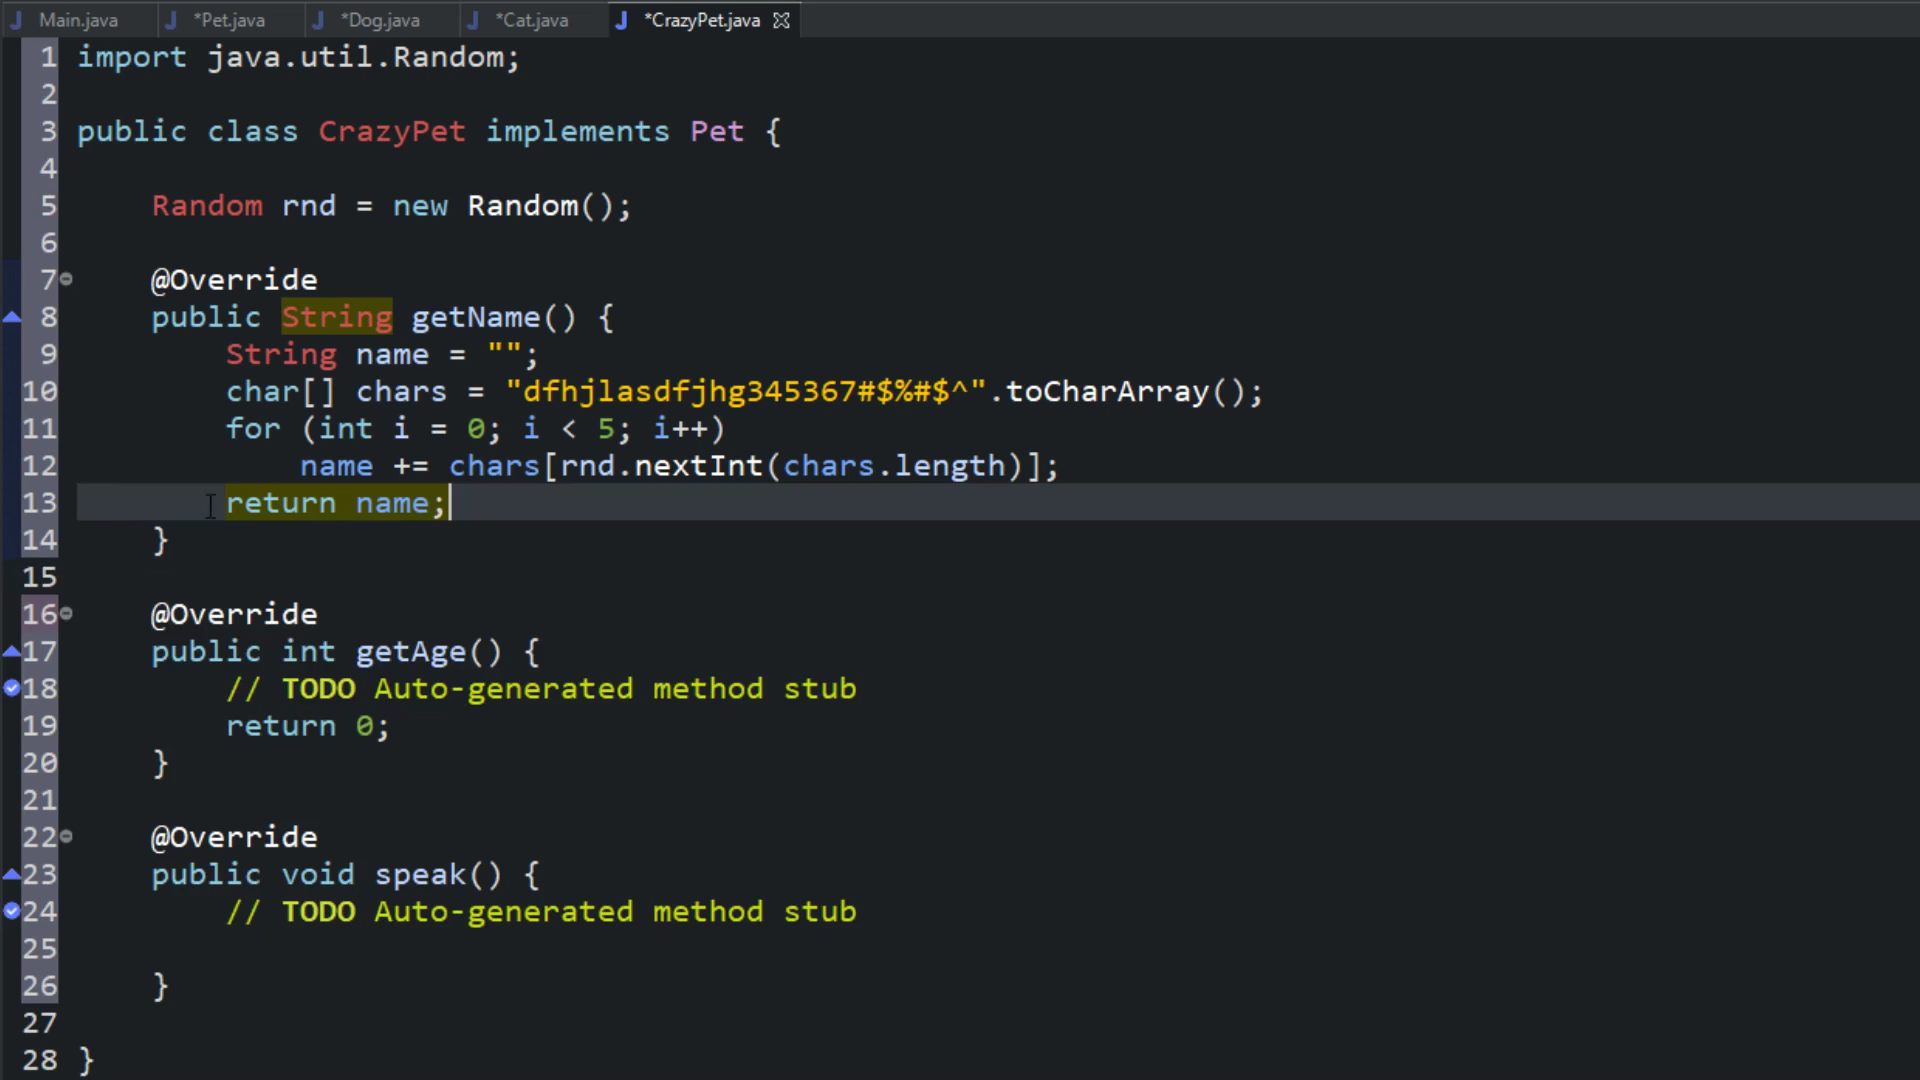 Main.java *Pet.java *Dog.java *Cat.java *CrazyPet.java
1 import java.util.Random;
2
3 public class CrazyPet implements Pet {
4
5 Random rnd = new Random();
6
7 @Override
8 public String getName() {
9 String name = "";
10 char[] chars = "dfhjlasdfjhg345367#$%#$^".toCharArray();
11 for (int i = 0; i < 5; i++)
12 name += chars[rnd.nextInt(chars.length)];
13 return name;
14 }
15
16 @Override
17 public int getAge() {
18 // TODO Auto-generated method stub
19 return 0;
20 }
21
22 @Override
23 public void speak() {
24 // TODO Auto-generated method stub
25
26 }
27
28 }